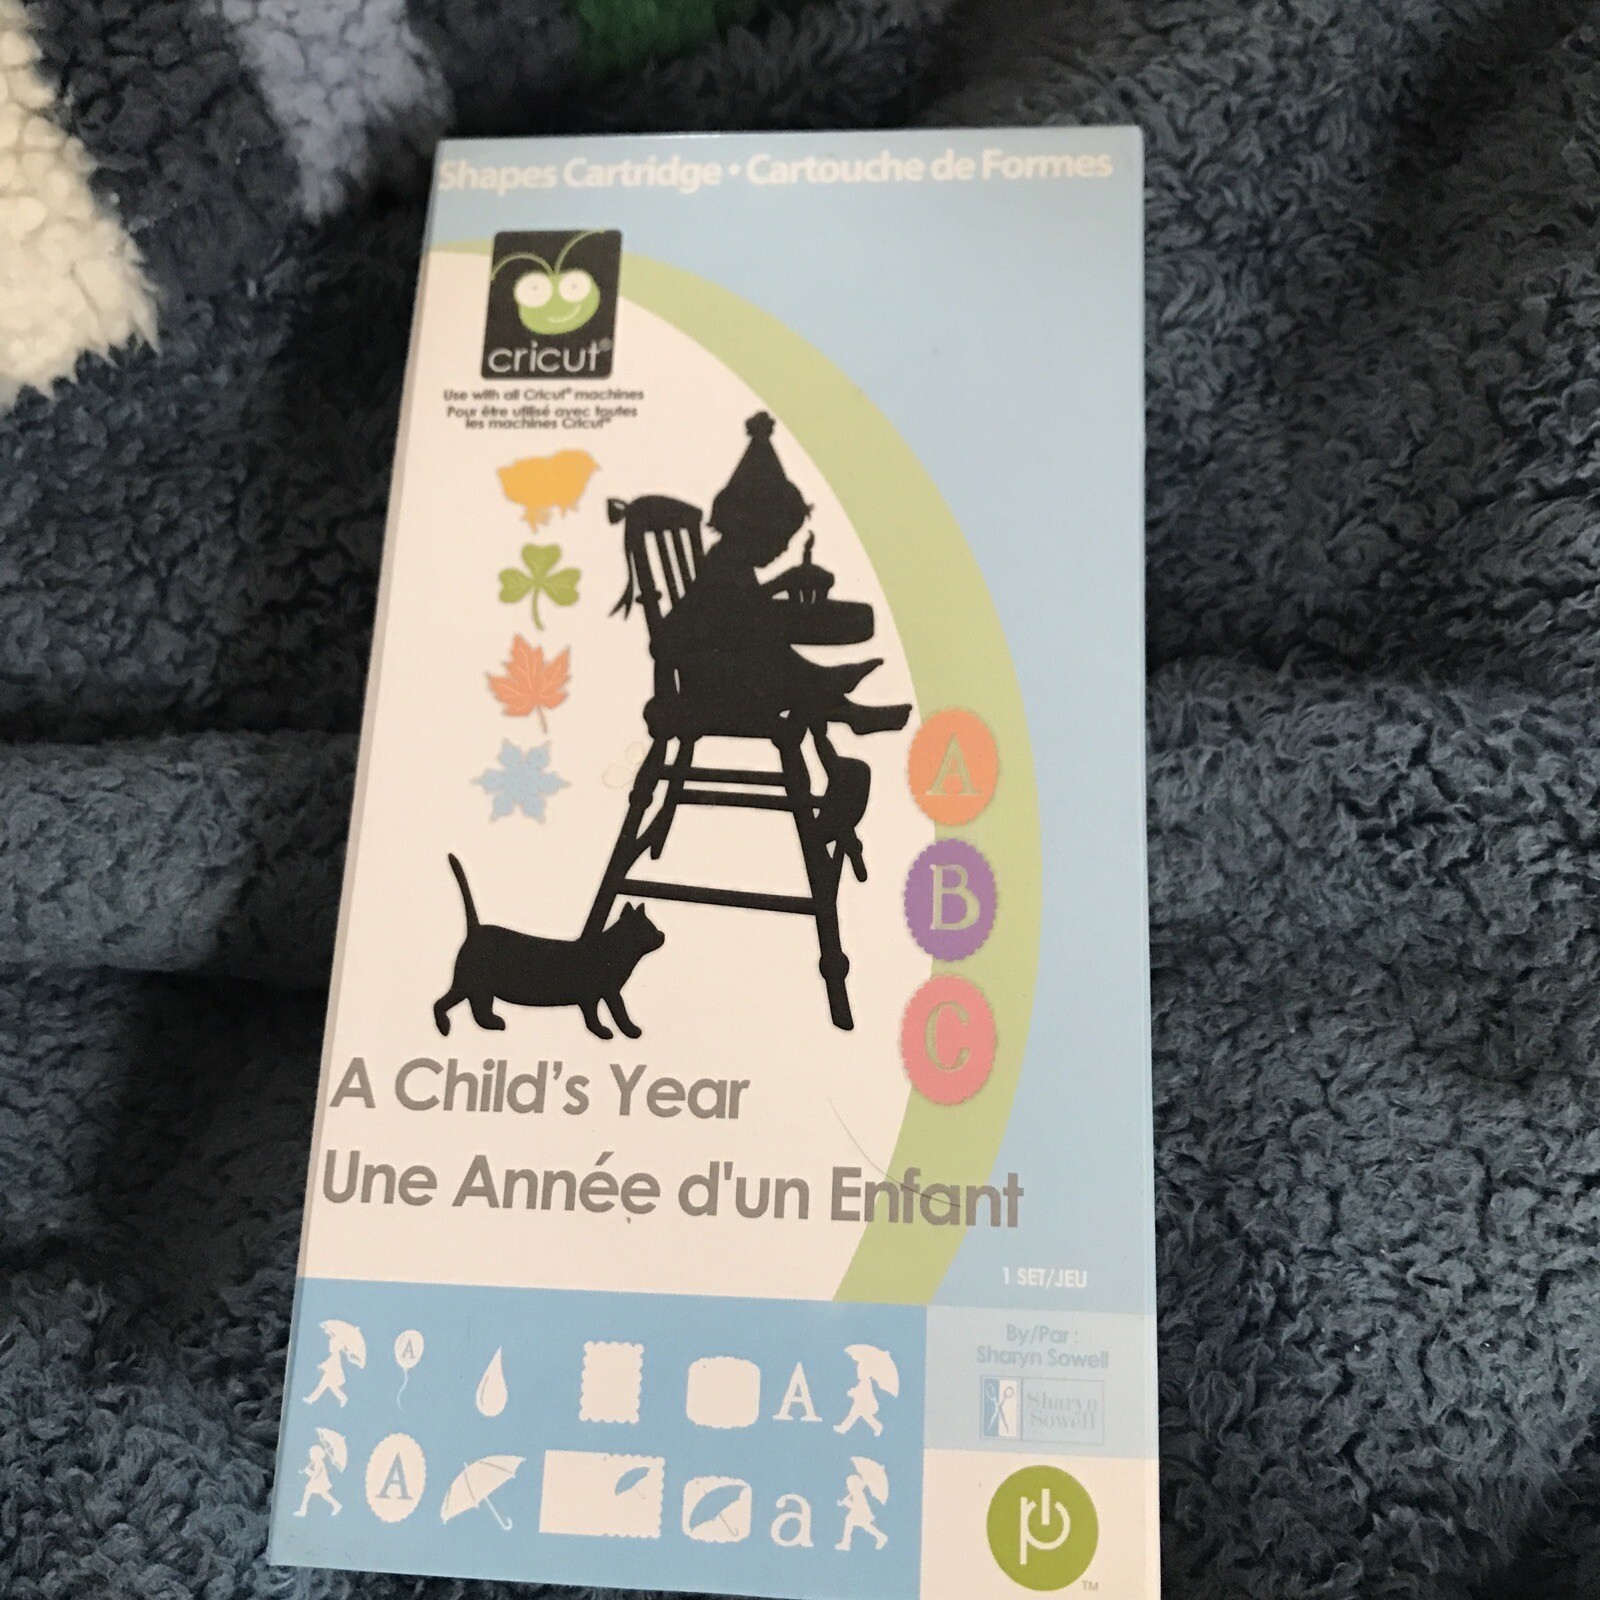 Shapes Cartridge • Cartouche de Formes
cricut®
Use with all Cricut® machines
Pour être utilisé avec toutes
les machines Cricut®
A
B
C
A Child's Year
Une Année d'un Enfant
1 SET/JEU
By/Par :
Sharyn Sowell
Sharyn
Sowell
A
A
A
a
TM